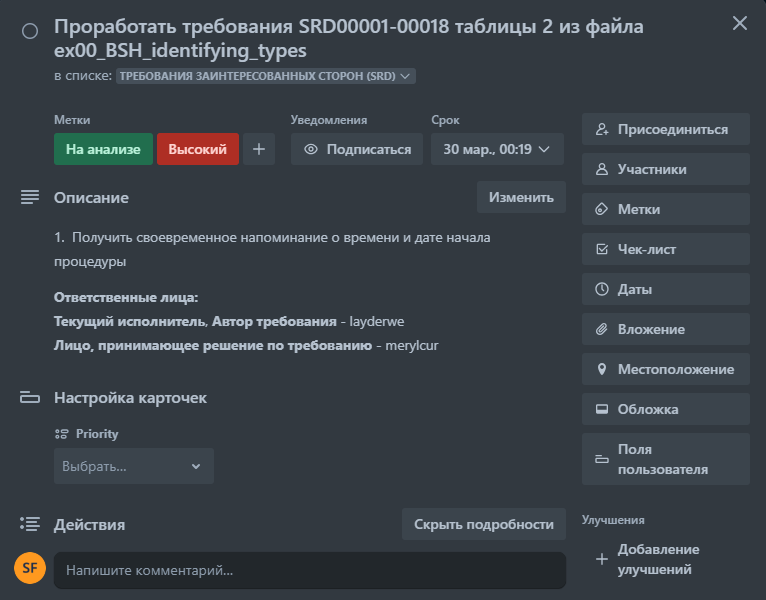 Проработать требования SRD00001-00018 таблицы 2 из файла
ex00_BSH_identifying_types
в списке: ТРЕБОВАНИЯ ЗАИНТЕРЕСОВАННЫХ СТОРОН (SRD)
Метки
Уведомления
Срок
На анализе
Высокий
Подписаться
30 мар., 00:19
Описание
Изменить
1. Получить своевременное напоминание о времени и дате начала
процедуры
Ответственные лица:
Текущий исполнитель, Автор требования - layderwe
Лицо, принимающее решение по требованию - merylcur
Настройка карточек
Priority
Выбрать...
Действия
Скрыть подробности
SF
Напишите комментарий...
Присоединиться
Участники
Метки
Чек-лист
Даты
Вложение
Местоположение
Обложка
Поля
пользователя
Улучшения
Добавление
улучшений